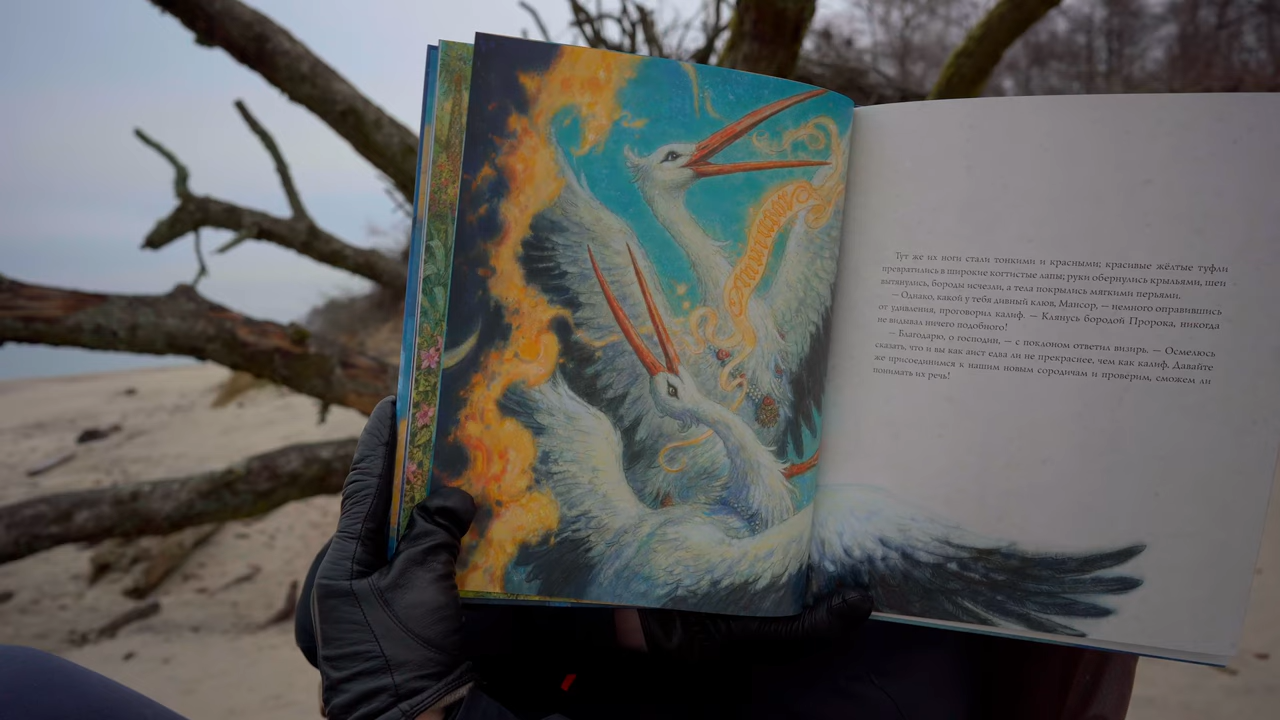 Тут же их ноги стали тонкими и красными; красивые жёлтые туфли
превратились в широкие когтистые лапы; руки обернулись крыльями, шеи
вытянулись, бороды исчезли, а тела покрылись мягкими перьями.
— Однако, какой у тебя дивный клюв, Мансор, — немного оправившись
от удивления, проговорил калиф. — Клянусь бородой Пророка, никогда
не видывал ничего подобного!
— Благодарю, о господин, — с поклоном ответил визирь. — Осмелюсь
сказать, что и вы как аист едва ли не прекраснее, чем как калиф. Давайте
же присоединимся к нашим новым сородичам и проверим, сможем ли
понимать их речь!